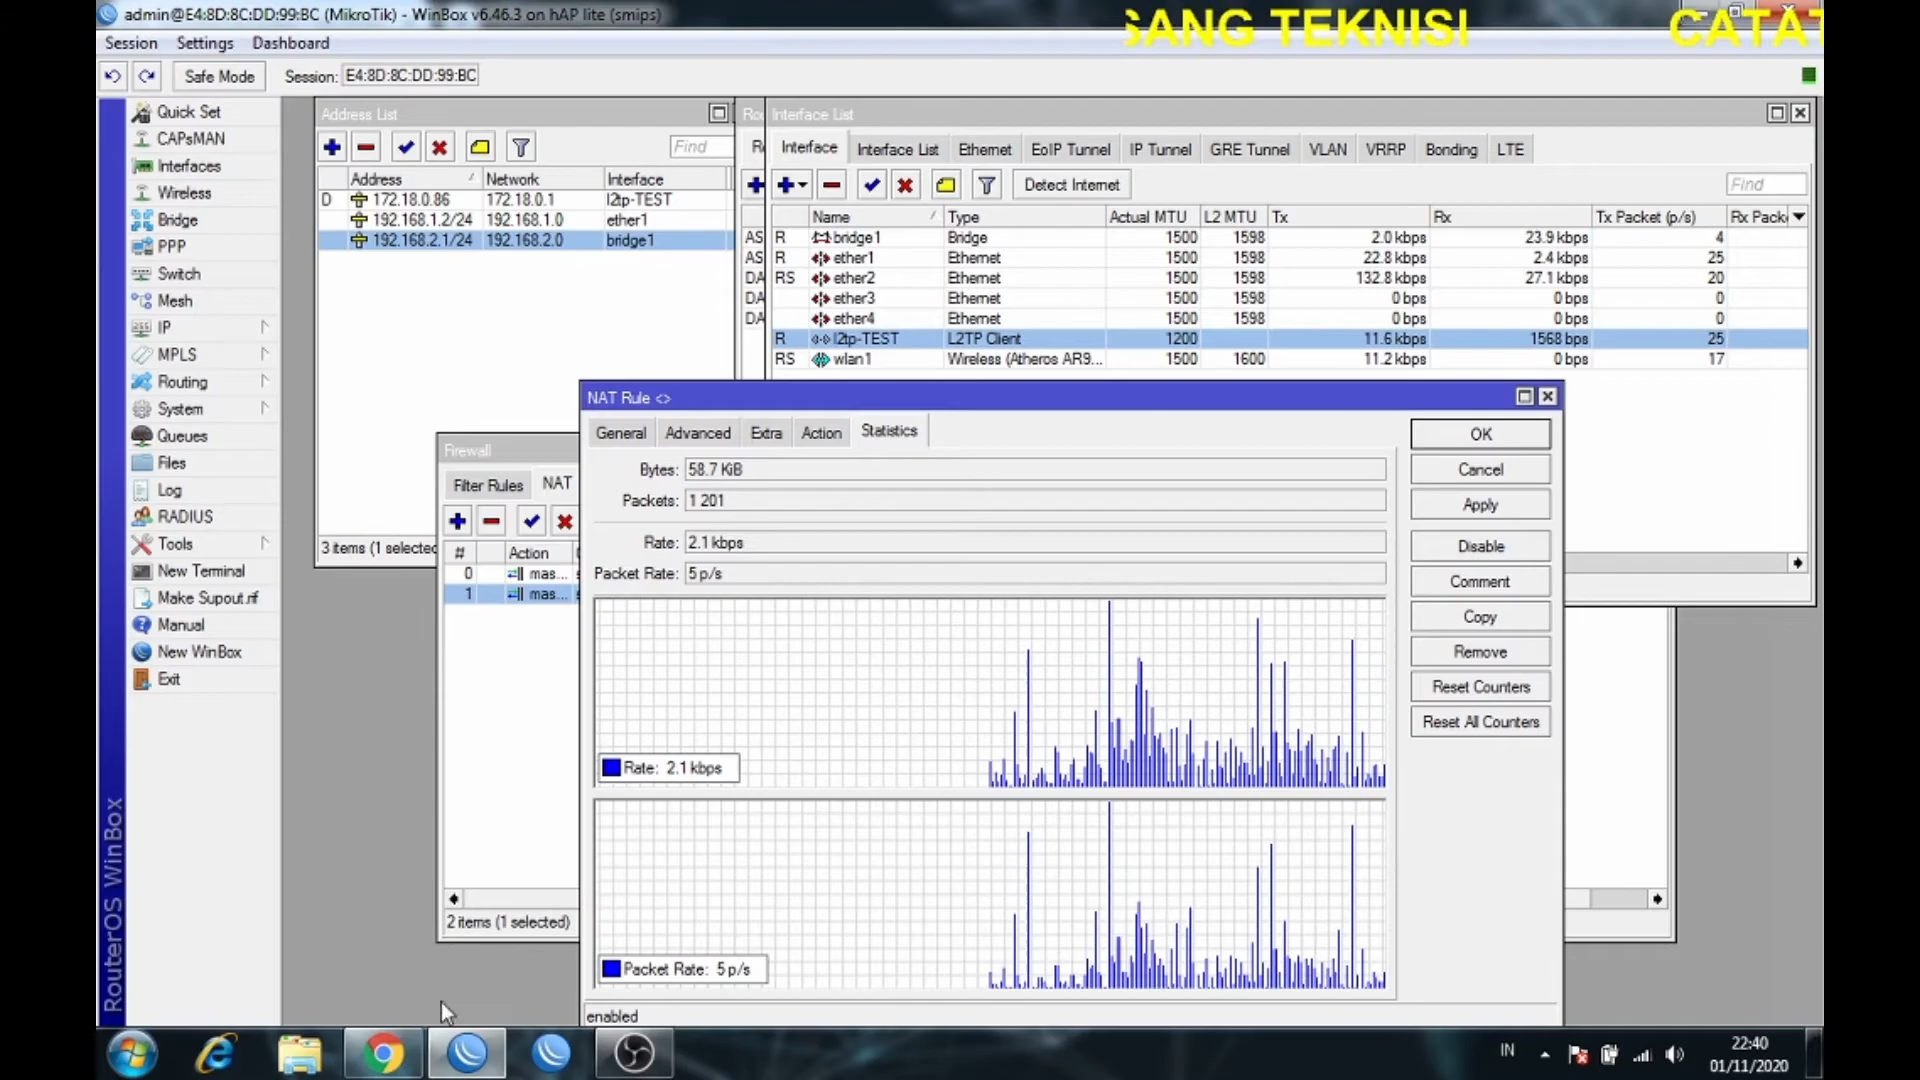 admin@E4:8D:8C:DD:99:BC (MikroTik) - WinBox v6.46.3 on hAP lite (smips)
SANG TEKNISI CATAT
Session Settings Dashboard
Safe Mode Session: E4:8D:8C:DD:99:BC
Quick Set
CAPsMAN
Interfaces
Wireless
Bridge
PPP
Switch
Mesh
IP
MPLS
Routing
System
Queues
Files
Log
RADIUS
Tools
New Terminal
Make Supout.rif
Manual
New WinBox
Exit
RouterOS WinBox
Address List
Find
Address Network Interface
D 172.18.0.86 172.18.0.1 l2tp-TEST
192.168.1.2/24 192.168.1.0 ether1
192.168.2.1/24 192.168.2.0 bridge1
3 items (1 selected
Rou
R
AS
AS
DA
DA
DA
Interface List
Interface Interface List Ethernet EoIP Tunnel IP Tunnel GRE Tunnel VLAN VRRP Bonding LTE
Detect Internet Find
Name Type Actual MTU L2 MTU Tx Rx Tx Packet (p/s) Rx Pack
R bridge1 Bridge 1500 1598 2.0 kbps 23.9 kbps 4
R ether1 Ethernet 1500 1598 22.8 kbps 2.4 kbps 25
RS ether2 Ethernet 1500 1598 132.8 kbps 27.1 kbps 20
ether3 Ethernet 1500 1598 0 bps 0 bps 0
ether4 Ethernet 1500 1598 0 bps 0 bps 0
R l2tp-TEST L2TP Client 1200 11.6 kbps 1568 bps 25
RS wlan1 Wireless (Atheros AR9... 1500 1600 11.2 kbps 0 bps 17
Firewall
Filter Rules NAT
# Action
0 mas...
1 mas...
2 items (1 selected)
NAT Rule <>
General Advanced Extra Action Statistics
Bytes: 58.7 KiB
Packets: 1 201
Rate: 2.1 kbps
Packet Rate: 5 p/s
Rate: 2.1 kbps
Packet Rate: 5 p/s
enabled
OK
Cancel
Apply
Disable
Comment
Copy
Remove
Reset Counters
Reset All Counters
IN
22:40
01/11/2020